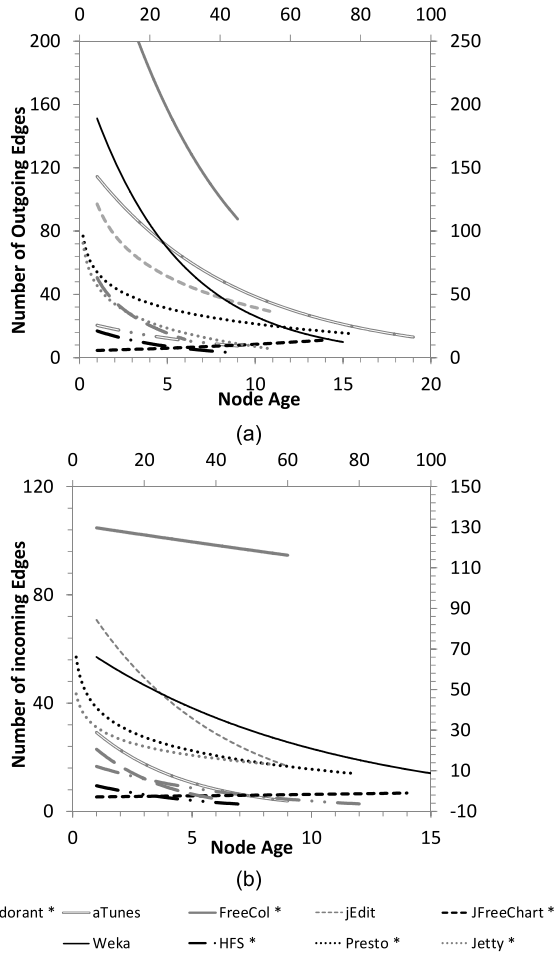 0 20 40 60 80 100
200 250
160 200
120 150
80 100
40 50
0 0
Number of Outgoing Edges
0 5 10 15 20
Node Age
(a)
0 20 40 60 80 100
120 150
130
110
80 90
70
50
40 30
10
0 -10
Number of incoming Edges
0 5 10 15
Node Age
(b)
dorant * aTunes FreeCol * jEdit JFreeChart *
Weka HFS * Presto * Jetty *